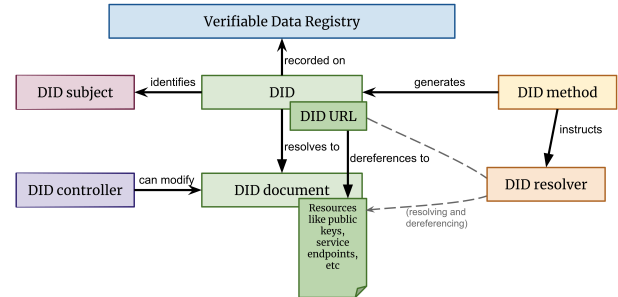 Verifiable Data Registry
recorded on
DID subject
identifies
DID
generates
DID method
DID URL
instructs
resolves to
dereferences to
DID controller
can modify
DID document
DID resolver
Resources
like public
keys,
service
endpoints,
etc
(resolving and
dereferencing)